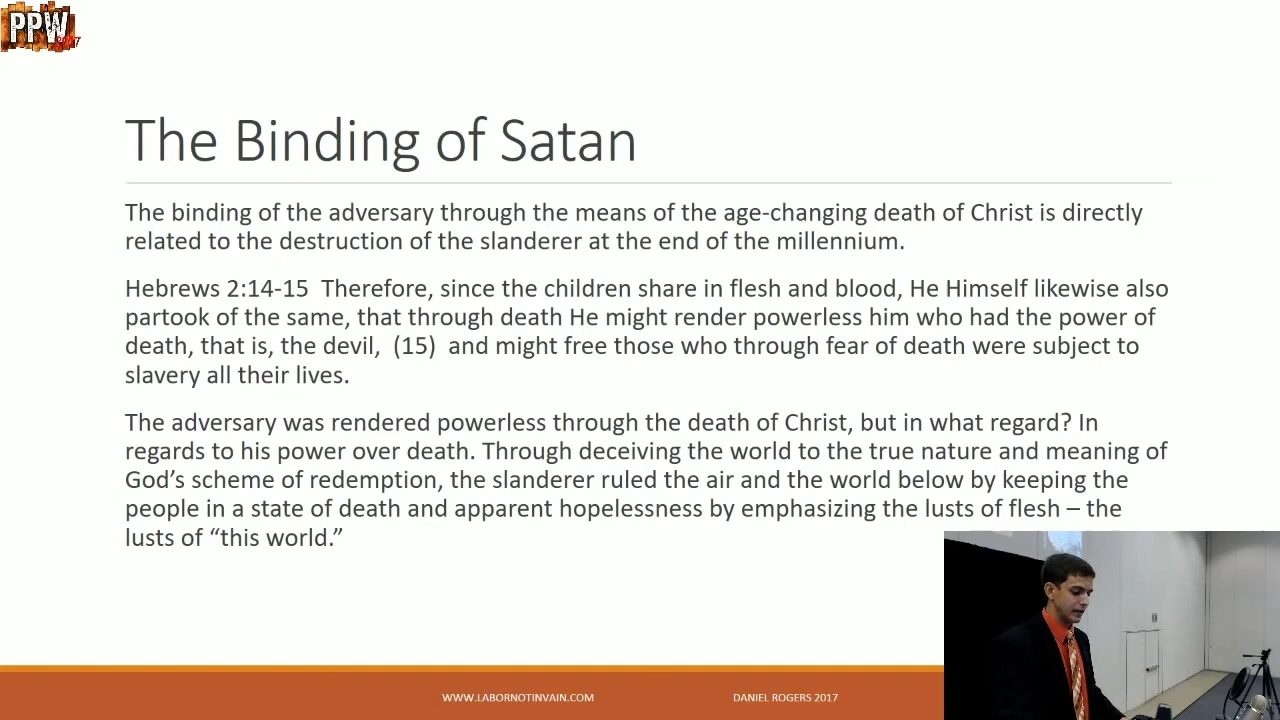 PPW
2017
The Binding of Satan
The binding of the adversary through the means of the age-changing death of Christ is directly
related to the destruction of the slanderer at the end of the millennium.
Hebrews 2:14-15  Therefore, since the children share in flesh and blood, He Himself likewise also
partook of the same, that through death He might render powerless him who had the power of
death, that is, the devil,  (15)  and might free those who through fear of death were subject to
slavery all their lives.
The adversary was rendered powerless through the death of Christ, but in what regard? In
regards to his power over death. Through deceiving the world to the true nature and meaning of
God’s scheme of redemption, the slanderer ruled the air and the world below by keeping the
people in a state of death and apparent hopelessness by emphasizing the lusts of flesh – the
lusts of “this world.”
WWW.LABORNOTINVAIN.COM DANIEL ROGERS 2017